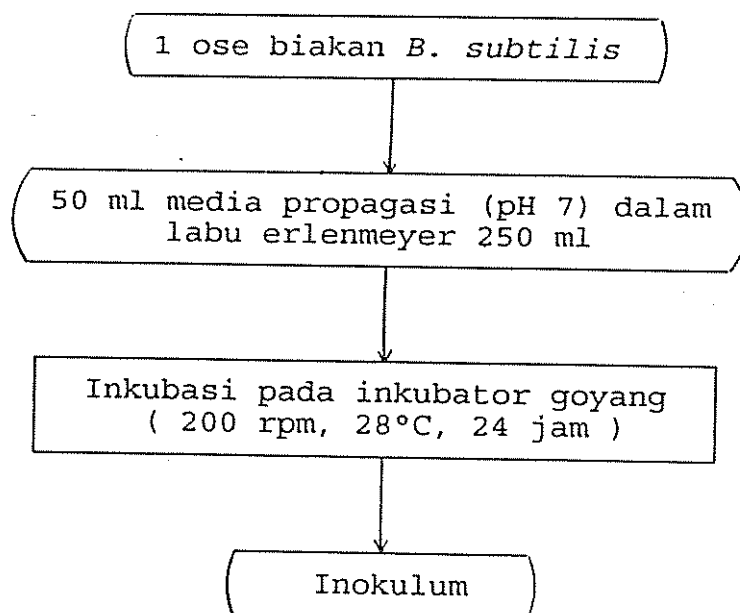 1 ose biakan B. subtilis
50 ml media propagasi (pH 7) dalam
labu erlenmeyer 250 ml
Inkubasi pada inkubator goyang
( 200 rpm, 28°C, 24 jam )
Inokulum